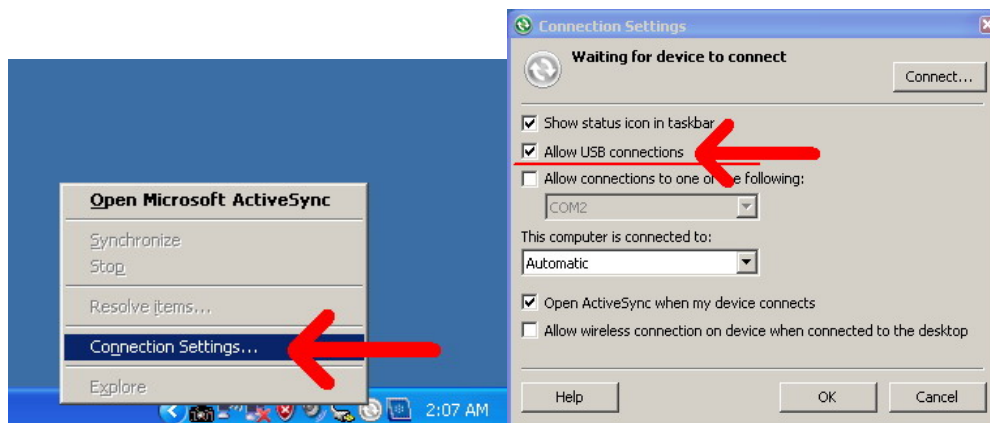 Open Microsoft ActiveSync
Synchronize
Stop
Resolve items...
Connection Settings...
Explore
2:07 AM
Connection Settings
Waiting for device to connect
Connect...
Show status icon in taskbar
Allow USB connections
Allow connections to one of the following:
COM2
This computer is connected to:
Automatic
Open ActiveSync when my device connects
Allow wireless connection on device when connected to the desktop
Help
OK
Cancel